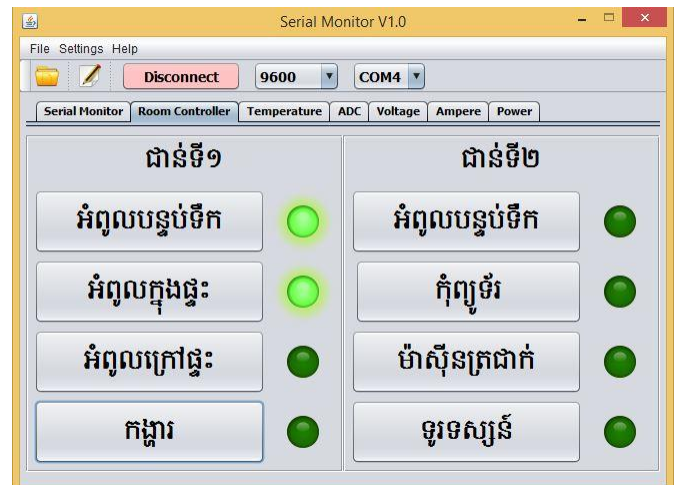 Serial Monitor V1.0
File Settings Help
Disconnect 9600 COM4
Serial Monitor Room Controller Temperature ADC Voltage Ampere Power
ជាន់ទី១ ជាន់ទី២
អំពូលបន្ទប់ទឹក អំពូលបន្ទប់ទឹក
អំពូលក្នុងផ្ទះ កុំព្យូទ័រ
អំពូលក្រៅផ្ទះ ម៉ាស៊ីនត្រជាក់
កង្ហារ ទូរទស្សន៍